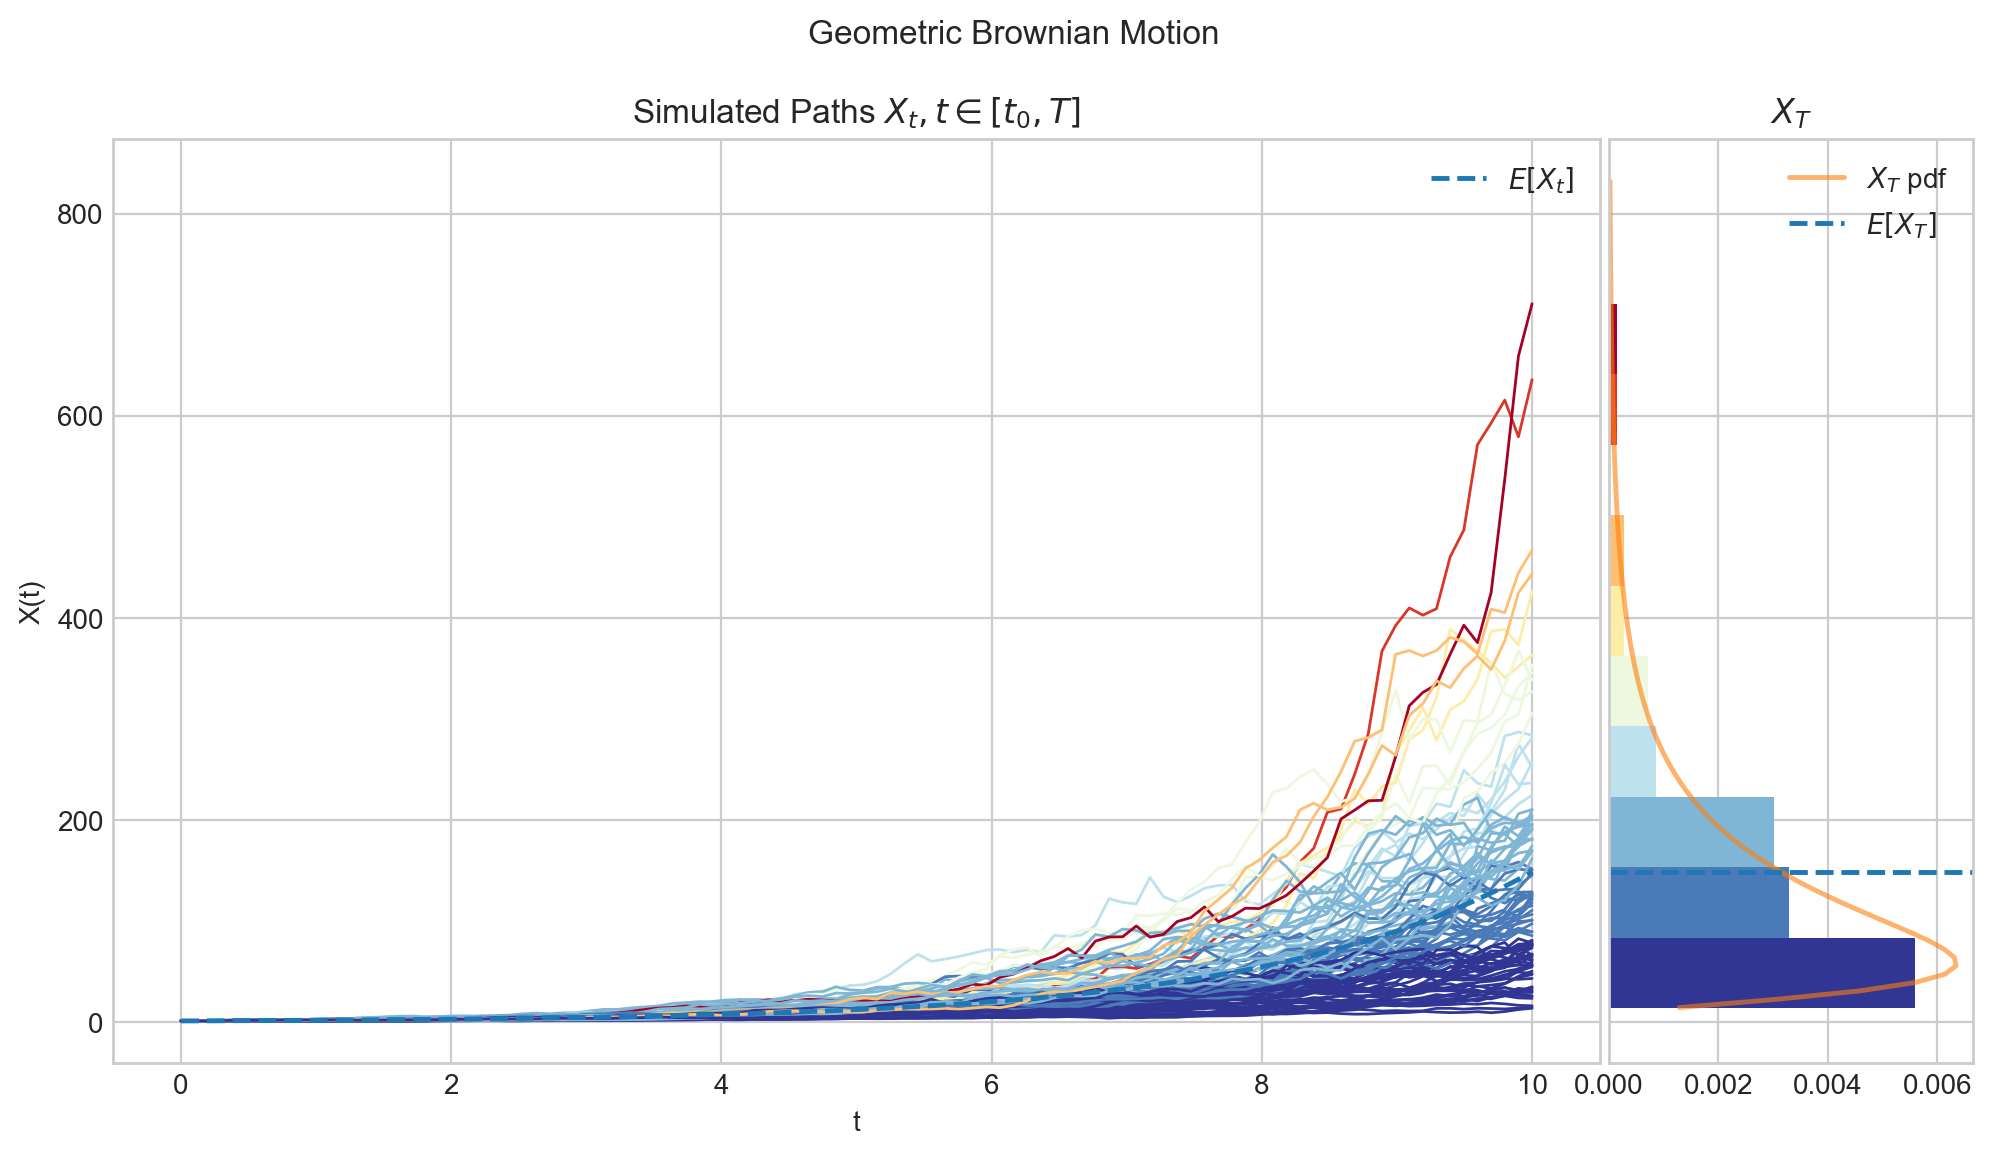 Geometric Brownian Motion
Simulated Paths $X_t, t \in [t_0, T]$
$X_T$
$E[X_t]$
$X_T$ pdf
$E[X_T]$
X(t)
800
600
400
200
0
0 2 4 6 8 10
0.000 0.002 0.004 0.006
t